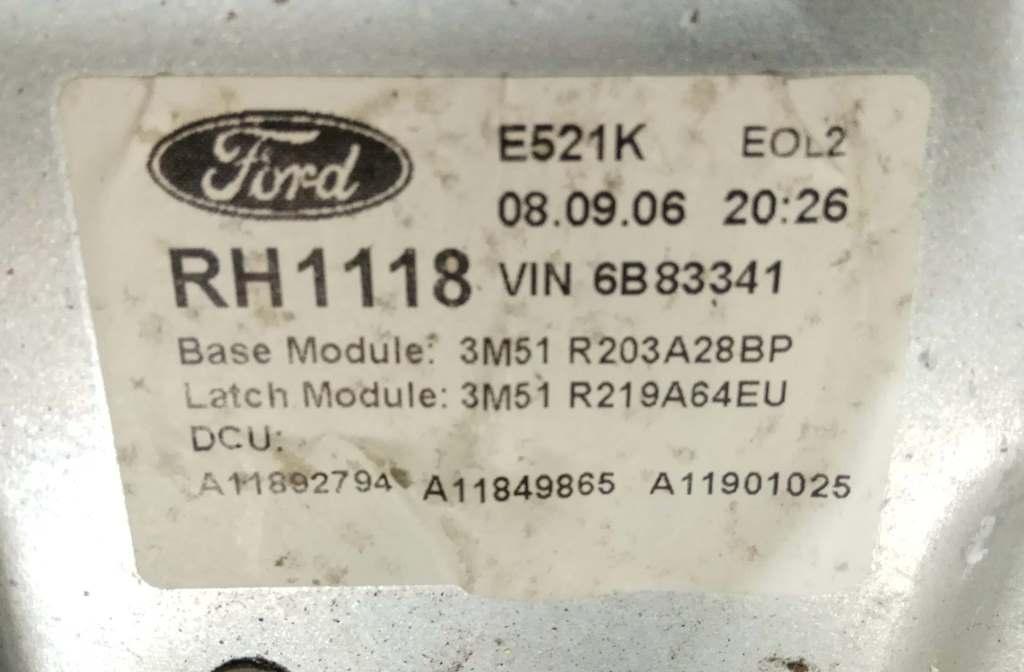 Ford
E521K EOL2
08.09.06 20:26
RH1118 VIN 6B83341
Base Module: 3M51 R203A28BP
Latch Module: 3M51 R219A64EU
DCU:
A11892794 A11849865 A11901025